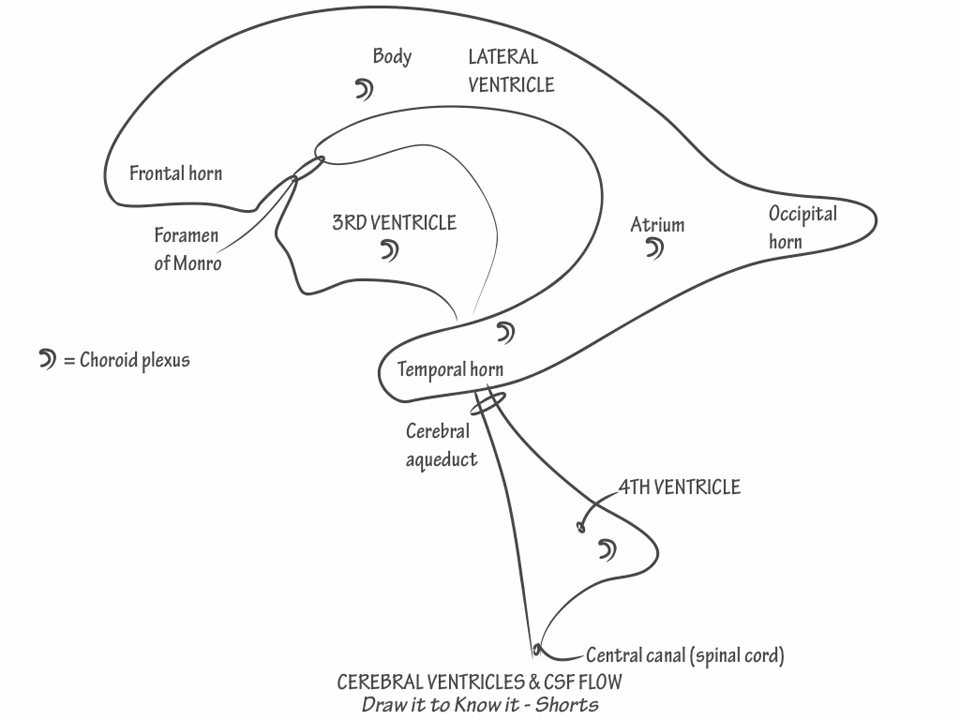 Body
LATERAL
VENTRICLE
Frontal horn
Foramen
of Monro
3RD VENTRICLE
Atrium
Occipital
horn
= Choroid plexus
Temporal horn
Cerebral
aqueduct
4TH VENTRICLE
Central canal (spinal cord)
CEREBRAL VENTRICLES & CSF FLOW
Draw it to Know it - Shorts